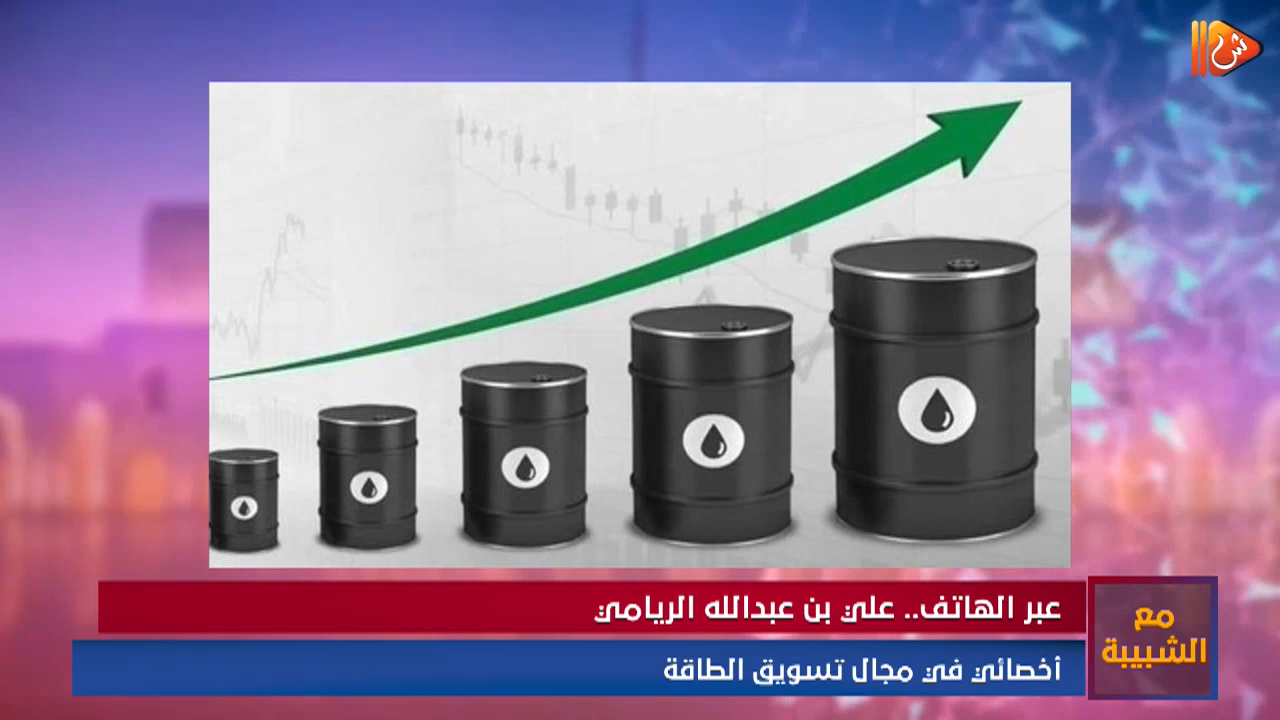 عبر الهاتف.. علي بن عبدالله الريامي
أخصائي في مجال تسويق الطاقة
مع
الشبيبة